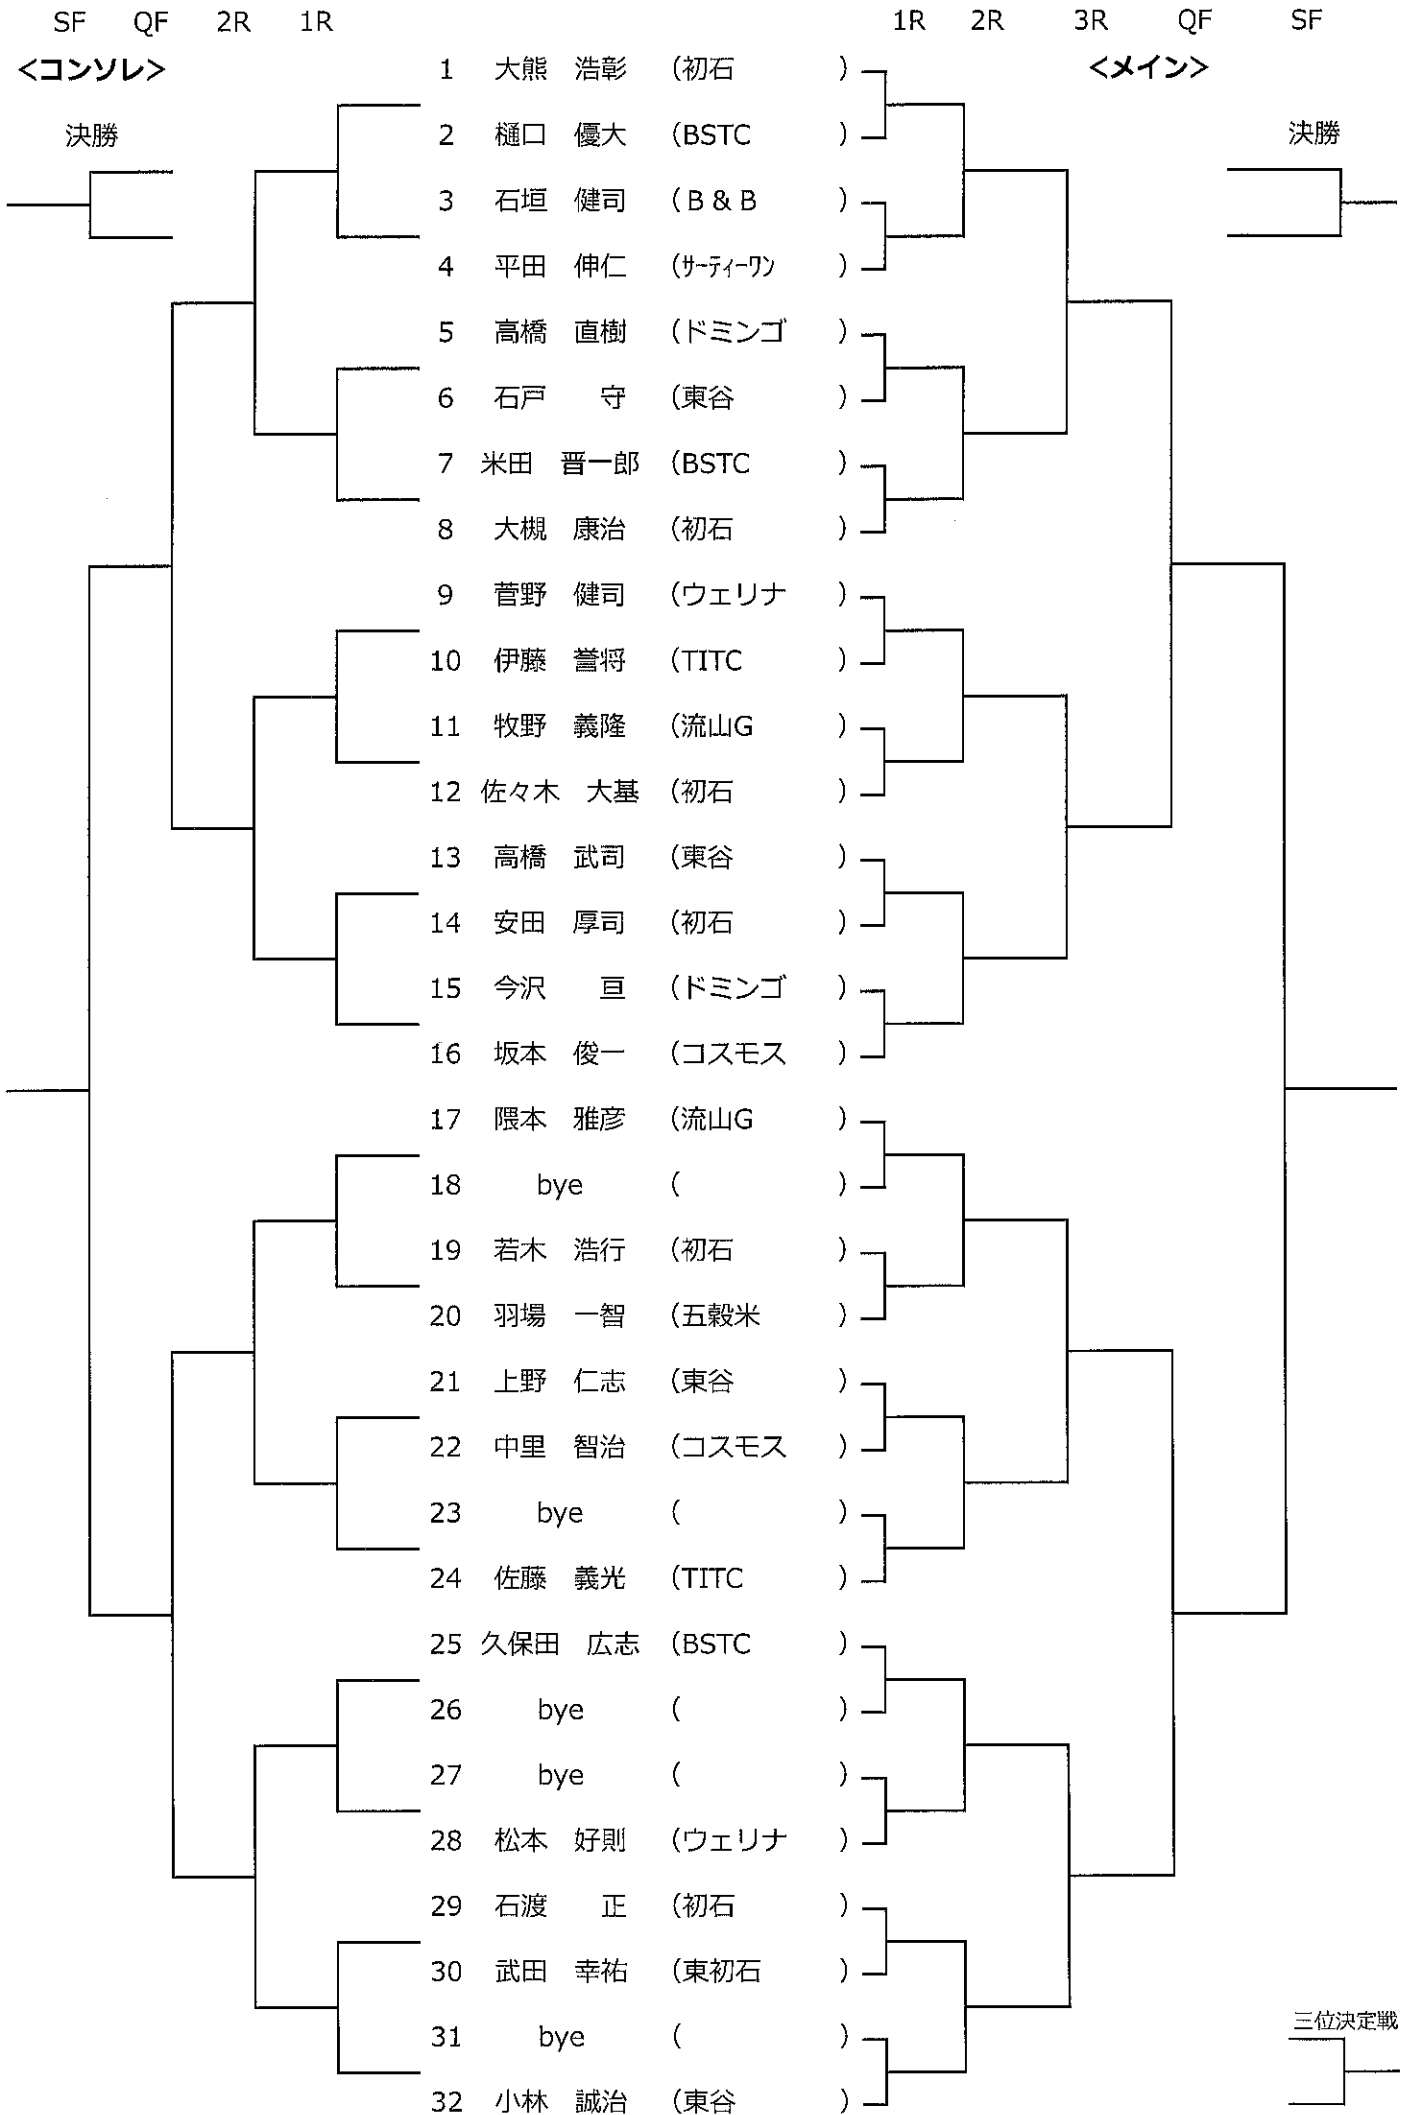 SF QF 2R 1R 1R 2R 3R QF SF
<コンソレ> 1 大熊 浩彰 (初石 ) <メイン>
決勝 2 樋口 優大 (BSTC ) 決勝
3 石垣 健司 (B & B )
4 平田 伸仁 (サーティーワン )
5 高橋 直樹 (ドミンゴ )
6 石戸 守 (東谷 )
7 米田 晋一郎 (BSTC )
8 大槻 康治 (初石 )
9 菅野 健司 (ウェリナ )
10 伊藤 誉将 (TITC )
11 牧野 義隆 (流山G )
12 佐々木 大基 (初石 )
13 高橋 武司 (東谷 )
14 安田 厚司 (初石 )
15 今沢 亘 (ドミンゴ )
16 坂本 俊一 (コスモス )
17 隈本 雅彦 (流山G )
18 bye ( )
19 若木 浩行 (初石 )
20 羽場 一智 (五穀米 )
21 上野 仁志 (東谷 )
22 中里 智治 (コスモス )
23 bye ( )
24 佐藤 義光 (TITC )
25 久保田 広志 (BSTC )
26 bye ( )
27 bye ( )
28 松本 好則 (ウェリナ )
29 石渡 正 (初石 )
30 武田 幸祐 (東初石 )
31 bye ( )
三位決定戦
32 小林 誠治 (東谷 )